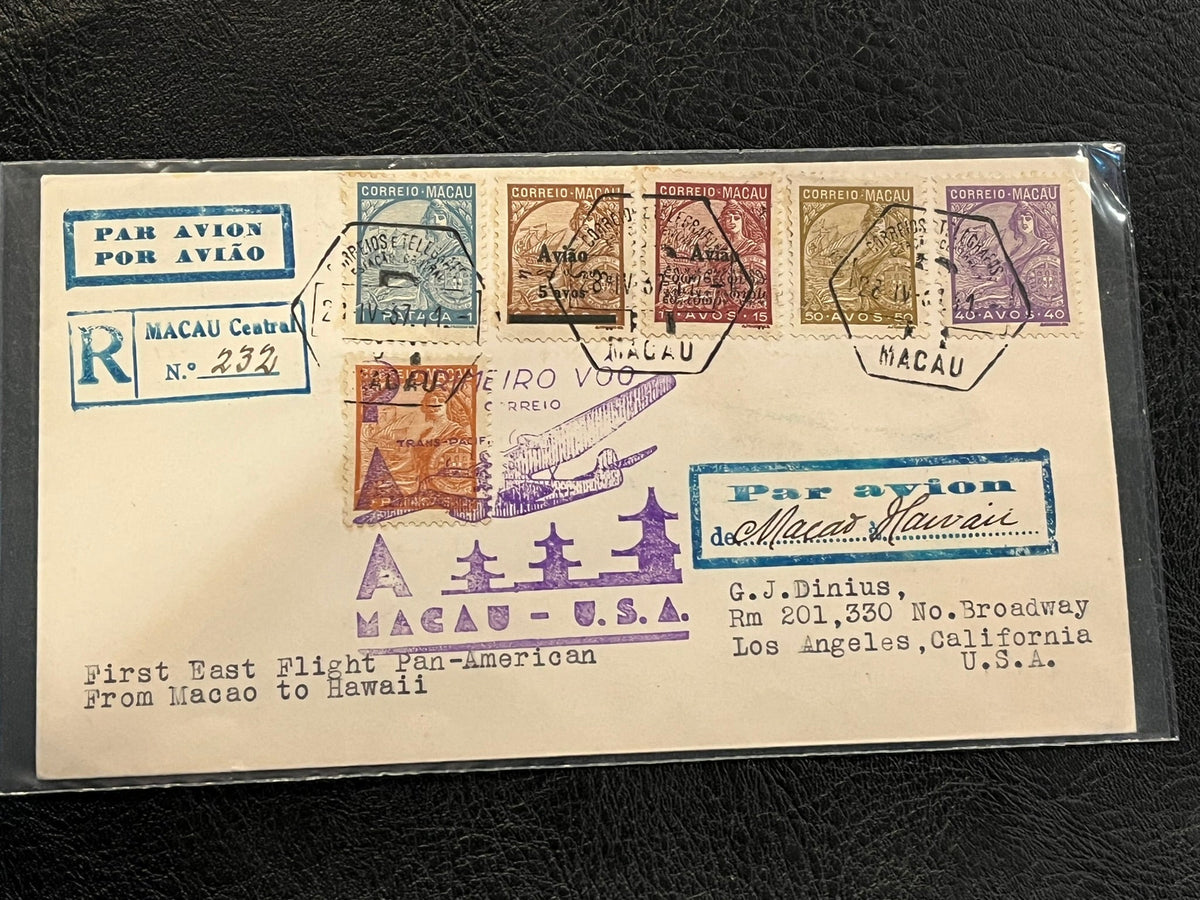 PAR AVION
POR AVIÃO
R
MACAU Central
N.º 232
CORREIO·MACAU
PATACA 1
CORREIO·MACAU
Avião
5 avos
CORREIO·MACAU
Avião
AVOS 15
CORREIO·MACAU
50 AVOS 50
CORREIO·MACAU
40 AVOS 40
MACAU
MACAU
MACAU
PRIMEIRO VOO
CORREIO
P
A
A
MACAU - U.S.A.
Par avion
de Macao à Hawaii
G.J.Dinius,
Rm 201,330 No.Broadway
Los Angeles,California
U.S.A.
First East Flight Pan-American
From Macao to Hawaii